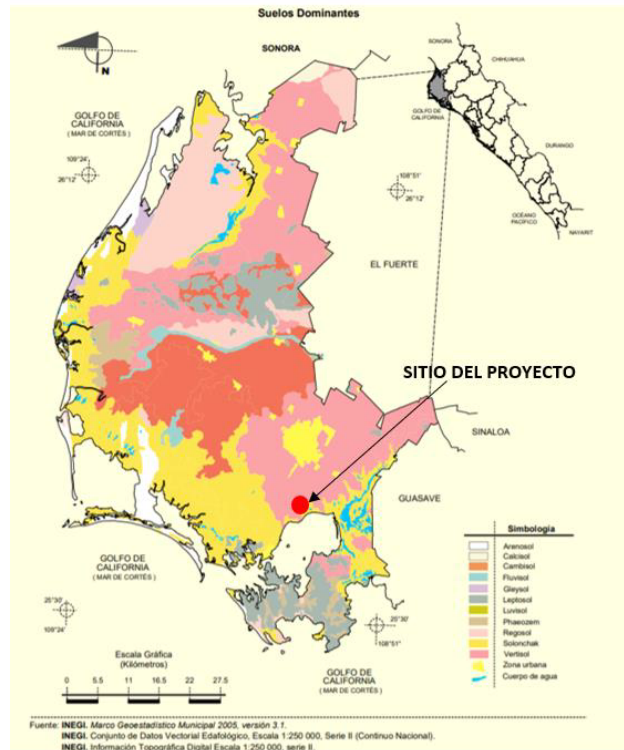 Suelos Dominantes
N
SONORA
SONORA
CHIHUAHUA
GOLFO DE
CALIFORNIA
( MAR DE CORTÉS )
GOLFO DE
CALIFORNIA
DURANGO
OCÉANO
PACÍFICO
NAYARIT
109°24'
26°12'
108°51'
26°12'
EL FUERTE
SITIO DEL PROYECTO
SINALOA
GUASAVE
GOLFO DE
CALIFORNIA
( MAR DE CORTÉS )
25°30'
109°24'
25°30'
108°51'
Simbología
Arenosol
Calcisol
Cambisol
Fluvisol
Gleysol
Leptosol
Luvisol
Phaeozem
Regosol
Solonchak
Vertisol
Zona urbana
Cuerpo de agua
Escala Gráfica
(Kilómetros)
0 5.5 11 16.5 22 27.5
GOLFO DE
CALIFORNIA
( MAR DE CORTÉS )
Fuente: INEGI. Marco Geoestadístico Municipal 2005, versión 3.1.
INEGI. Conjunto de Datos Vectorial Edafológico, Escala 1:250 000, Serie II (Continuo Nacional).
INEGI. Información Topográfica Digital Escala 1:250 000, serie II.